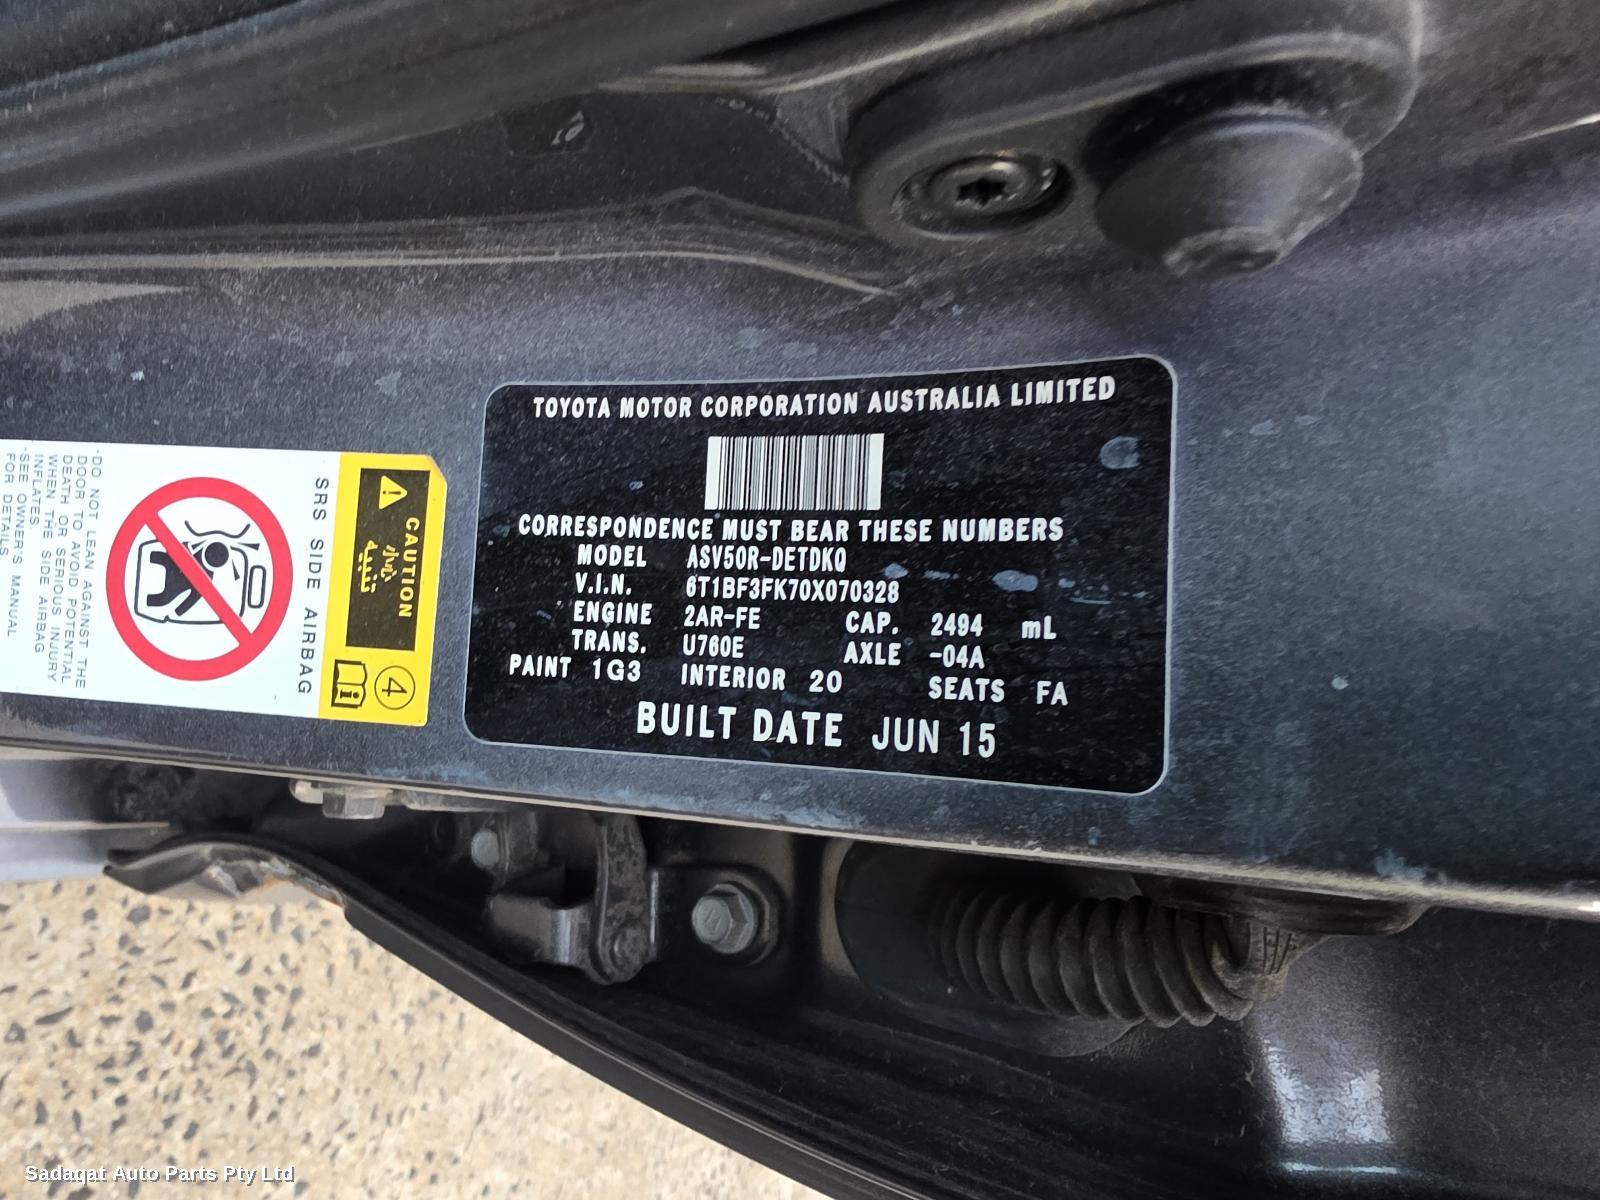 TOYOTA MOTOR CORPORATION AUSTRALIA LIMITED
CORRESPONDENCE MUST BEAR THESE NUMBERS
MODEL ASV50R-DETDKQ
V.I.N. 6T1BF3FK70X070328
ENGINE 2AR-FE CAP. 2494 mL
TRANS. U760E AXLE -04A
PAINT 1G3 INTERIOR 20 SEATS FA
BUILT DATE JUN 15
CAUTION
تنبيه
4
SRS SIDE AIRBAG
·DO NOT LEAN AGAINST THE
DOOR TO AVOID POTENTIAL
DEATH OR SERIOUS INJURY
WHEN THE SIDE AIRBAG
INFLATES.
·SEE OWNER'S MANUAL
FOR DETAILS.
Sadaqat Auto Parts Pty Ltd